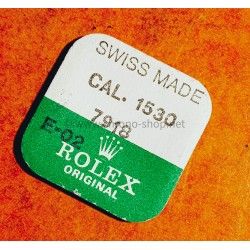 SWISS MADE
CAL. 1530
7918
E-02
ROLEX
ORIGINAL